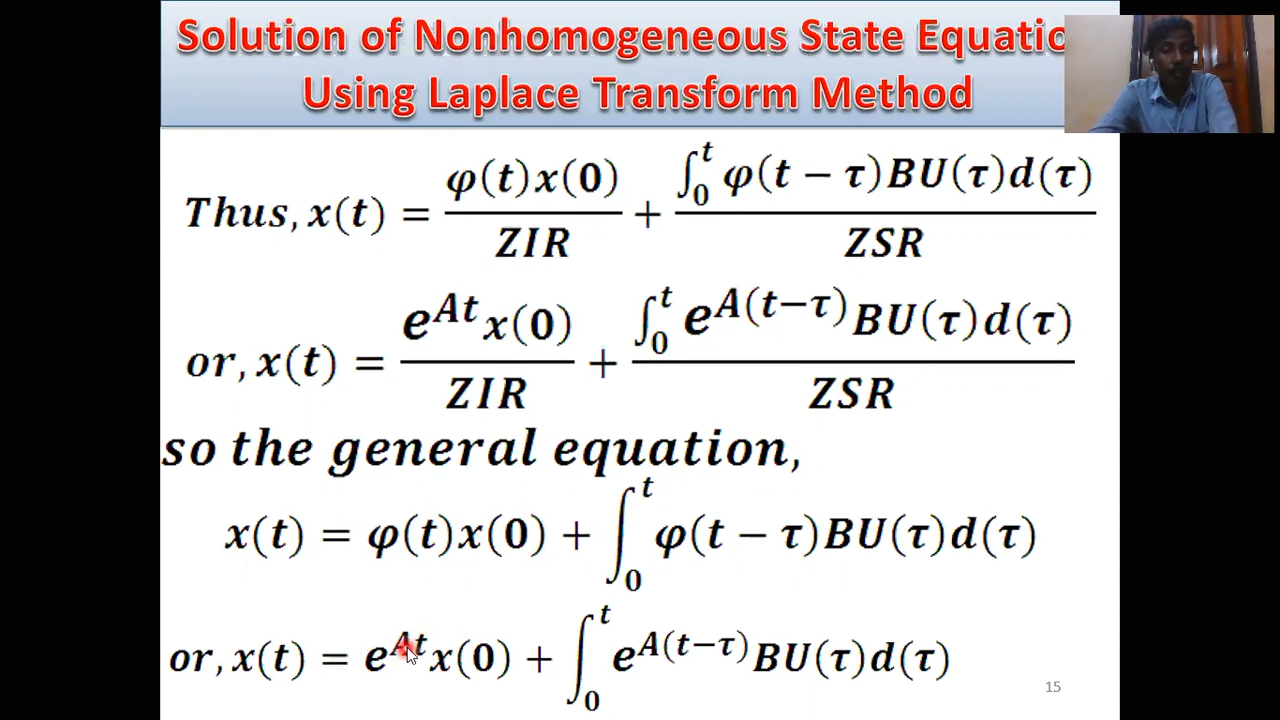 Solution of Nonhomogeneous State Equatio
Using Laplace Transform Method
Thus, x(t) = φ(t)x(0)/ZIR + ∫₀ᵗ φ(t − τ)BU(τ)d(τ)/ZSR
or, x(t) = e^{At}x(0)/ZIR + ∫₀ᵗ e^{A(t−τ)}BU(τ)d(τ)/ZSR
so the general equation,
x(t) = φ(t)x(0) + ∫₀ᵗ φ(t − τ)BU(τ)d(τ)
or, x(t) = e^{At}x(0) + ∫₀ᵗ e^{A(t−τ)}BU(τ)d(τ)
15